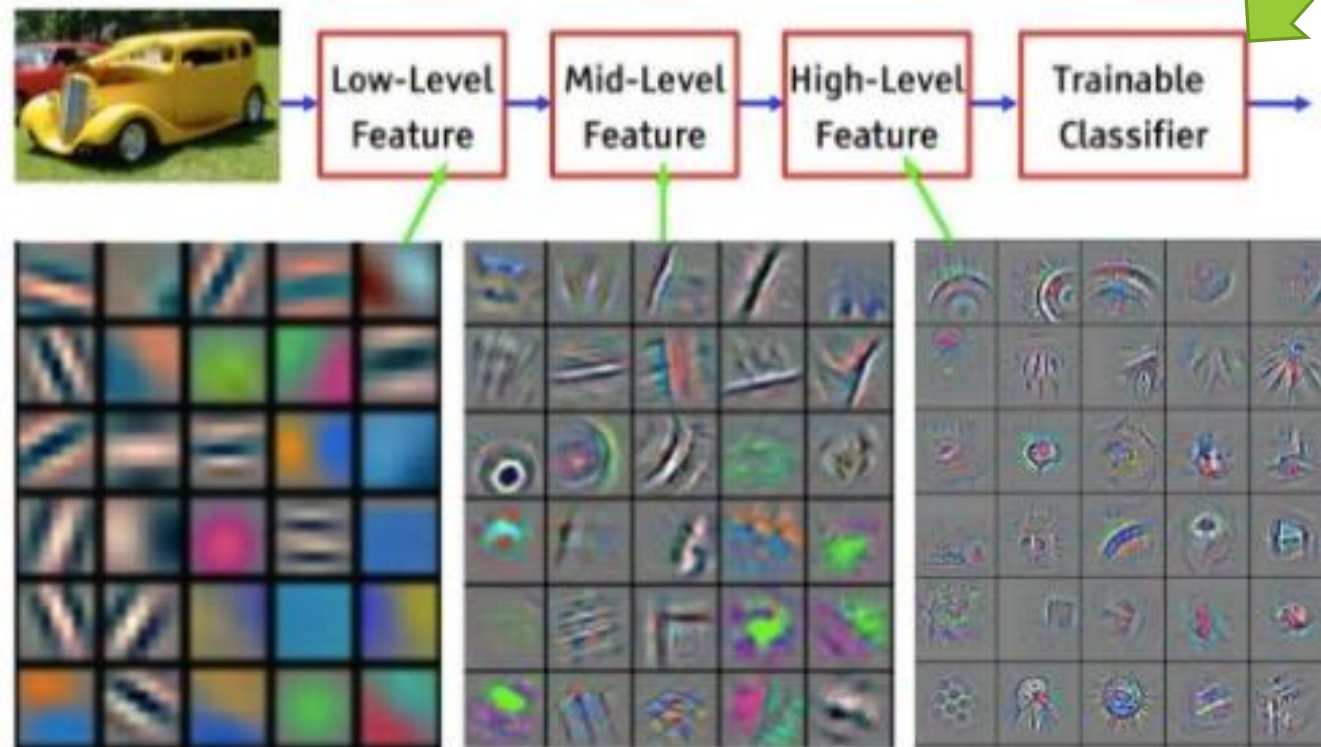 Low-Level
Feature
Mid-Level
Feature
High-Level
Feature
Trainable
Classifier